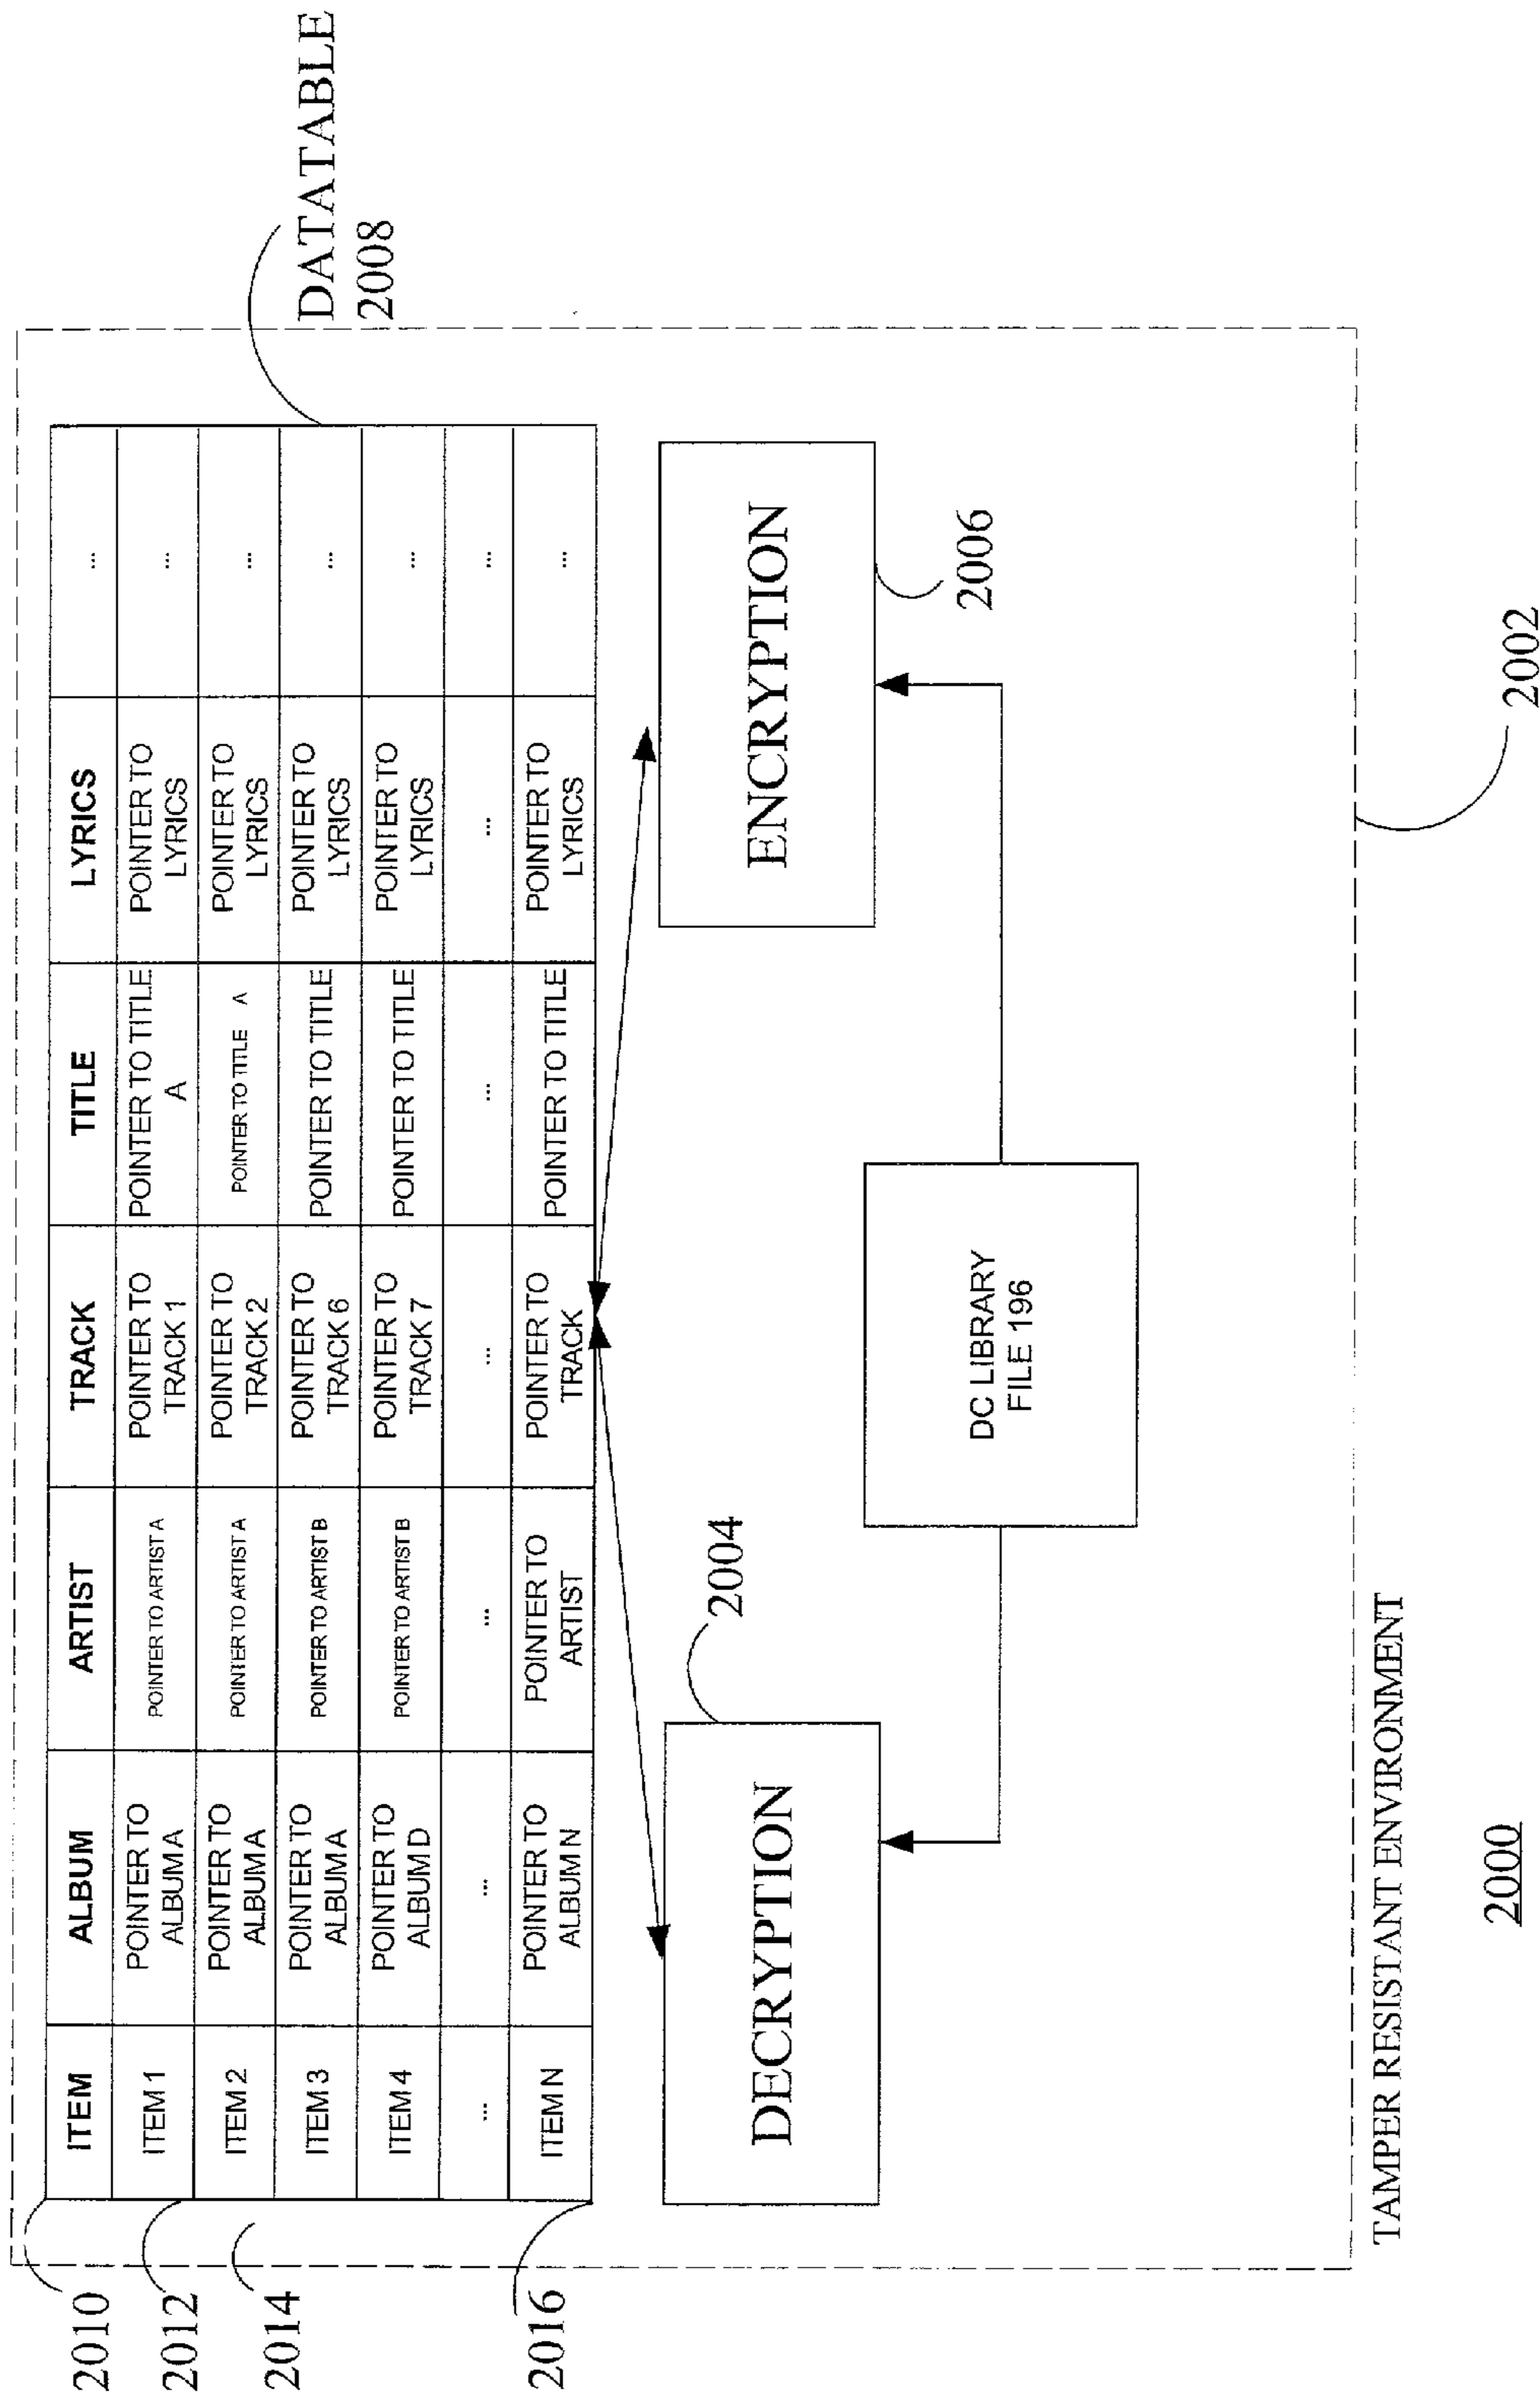 DATATABLE
2008
2010
ITEM ALBUM ARTIST TRACK TITLE LYRICS ...
2012
ITEM 1 POINTER TO ALBUM A POINTER TO ARTIST A POINTER TO TRACK 1 POINTER TO TITLE A POINTER TO LYRICS ...
2014
ITEM 2 POINTER TO ALBUM A POINTER TO ARTIST A POINTER TO TRACK 2 POINTER TO TITLE A POINTER TO LYRICS ...
ITEM 3 POINTER TO ALBUM A POINTER TO ARTIST B POINTER TO TRACK 6 POINTER TO TITLE POINTER TO LYRICS ...
ITEM 4 POINTER TO ALBUM D POINTER TO ARTIST B POINTER TO TRACK 7 POINTER TO TITLE POINTER TO LYRICS ...
... ... ... ... ... ... ...
2016
ITEM N POINTER TO ALBUM N POINTER TO ARTIST POINTER TO TRACK POINTER TO TITLE POINTER TO LYRICS ...
2004
DECRYPTION
ENCRYPTION
2006
DC LIBRARY
FILE 196
TAMPER RESISTANT ENVIRONMENT
2002
2000